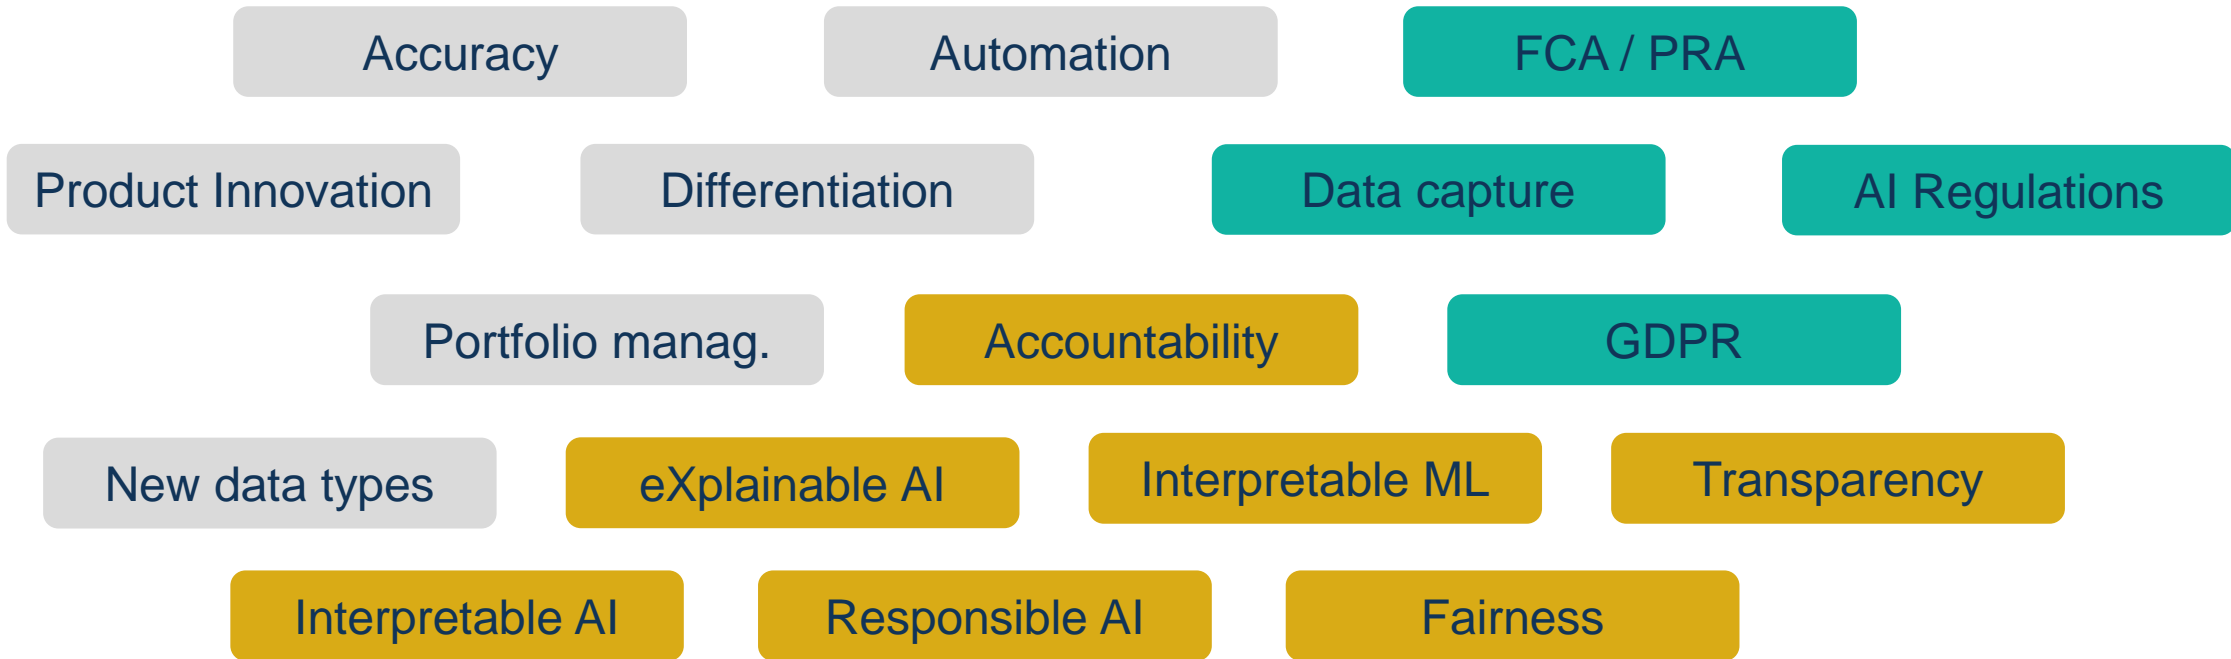 Accuracy
Automation
FCA / PRA
Product Innovation
Differentiation
Data capture
AI Regulations
Portfolio manag.
Accountability
GDPR
New data types
eXplainable AI
Interpretable ML
Transparency
Interpretable AI
Responsible AI
Fairness